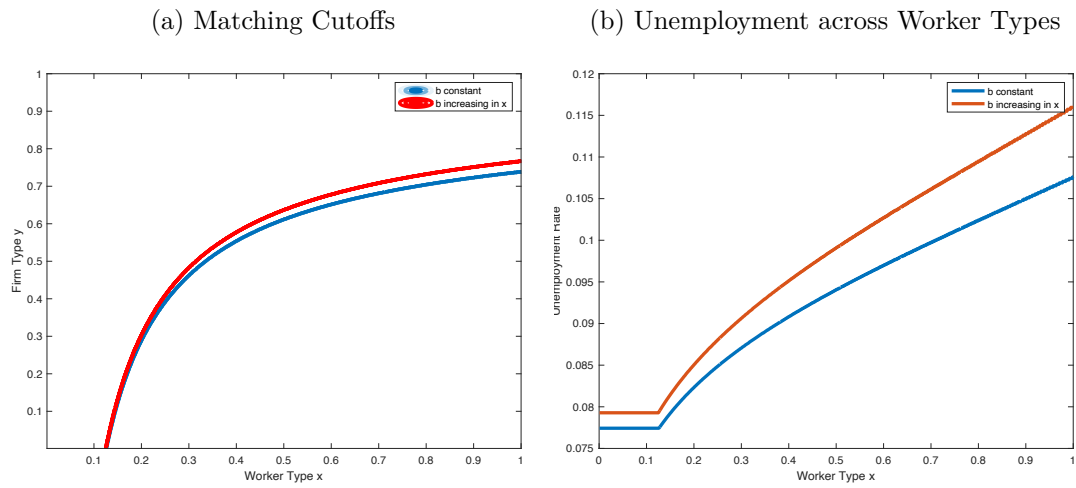 (a) Matching Cutoffs
1
0.9
0.8
0.7
0.6
0.5
0.4
0.3
0.2
0.1
Firm Type y
b constant
b increasing in x
0.1 0.2 0.3 0.4 0.5 0.6 0.7 0.8 0.9 1
Worker Type x
(b) Unemployment across Worker Types
0.12
0.115
0.11
0.105
0.1
0.095
0.09
0.085
0.08
0.075
Unemployment Rate
b constant
b increasing in x
0 0.1 0.2 0.3 0.4 0.5 0.6 0.7 0.8 0.9 1
Worker Type x